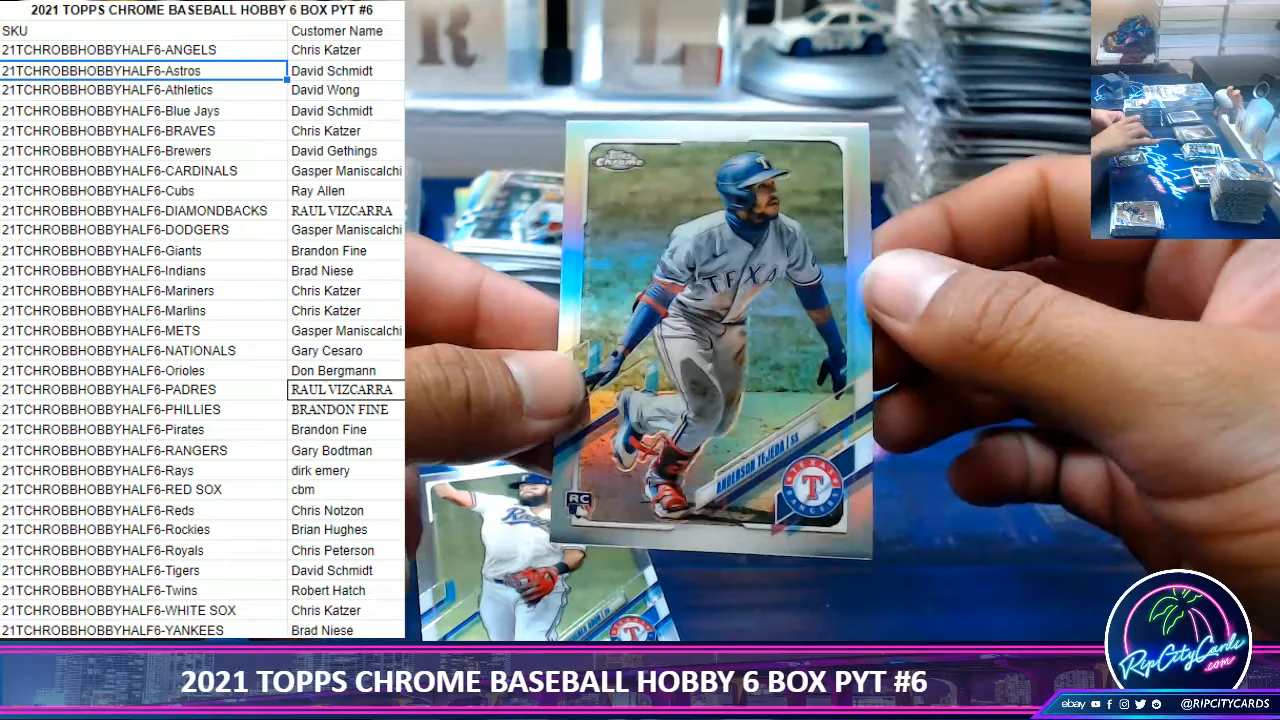 2021 TOPPS CHROME BASEBALL HOBBY 6 BOX PYT #6
SKU Customer Name
21TCHROBBHOBBYHALF6-ANGELS Chris Katzer
21TCHROBBHOBBYHALF6-Astros David Schmidt
21TCHROBBHOBBYHALF6-Athletics David Wong
21TCHROBBHOBBYHALF6-Blue Jays David Schmidt
21TCHROBBHOBBYHALF6-BRAVES Chris Katzer
21TCHROBBHOBBYHALF6-Brewers David Gethings
21TCHROBBHOBBYHALF6-CARDINALS Gasper Maniscalchi
21TCHROBBHOBBYHALF6-Cubs Ray Allen
21TCHROBBHOBBYHALF6-DIAMONDBACKS RAUL VIZCARRA
21TCHROBBHOBBYHALF6-DODGERS Gasper Maniscalchi
21TCHROBBHOBBYHALF6-Giants Brandon Fine
21TCHROBBHOBBYHALF6-Indians Brad Niese
21TCHROBBHOBBYHALF6-Mariners Chris Katzer
21TCHROBBHOBBYHALF6-Marlins Chris Katzer
21TCHROBBHOBBYHALF6-METS Gasper Maniscalchi
21TCHROBBHOBBYHALF6-NATIONALS Gary Cesaro
21TCHROBBHOBBYHALF6-Orioles Don Bergmann
21TCHROBBHOBBYHALF6-PADRES RAUL VIZCARRA
21TCHROBBHOBBYHALF6-PHILLIES BRANDON FINE
21TCHROBBHOBBYHALF6-Pirates Brandon Fine
21TCHROBBHOBBYHALF6-RANGERS Gary Bodtman
21TCHROBBHOBBYHALF6-Rays dirk emery
21TCHROBBHOBBYHALF6-RED SOX cbm
21TCHROBBHOBBYHALF6-Reds Chris Notzon
21TCHROBBHOBBYHALF6-Rockies Brian Hughes
21TCHROBBHOBBYHALF6-Royals Chris Peterson
21TCHROBBHOBBYHALF6-Tigers David Schmidt
21TCHROBBHOBBYHALF6-Twins Robert Hatch
21TCHROBBHOBBYHALF6-WHITE SOX Chris Katzer
21TCHROBBHOBBYHALF6-YANKEES Brad Niese
Topps
Chrome
T
TEXA
ANDERSON TEJEDA | SS
TEXAS
T
RANGERS
RC
2021 TOPPS CHROME BASEBALL HOBBY 6 BOX PYT #6
RipCityCards
.com
ebay @RIPCITYCARDS